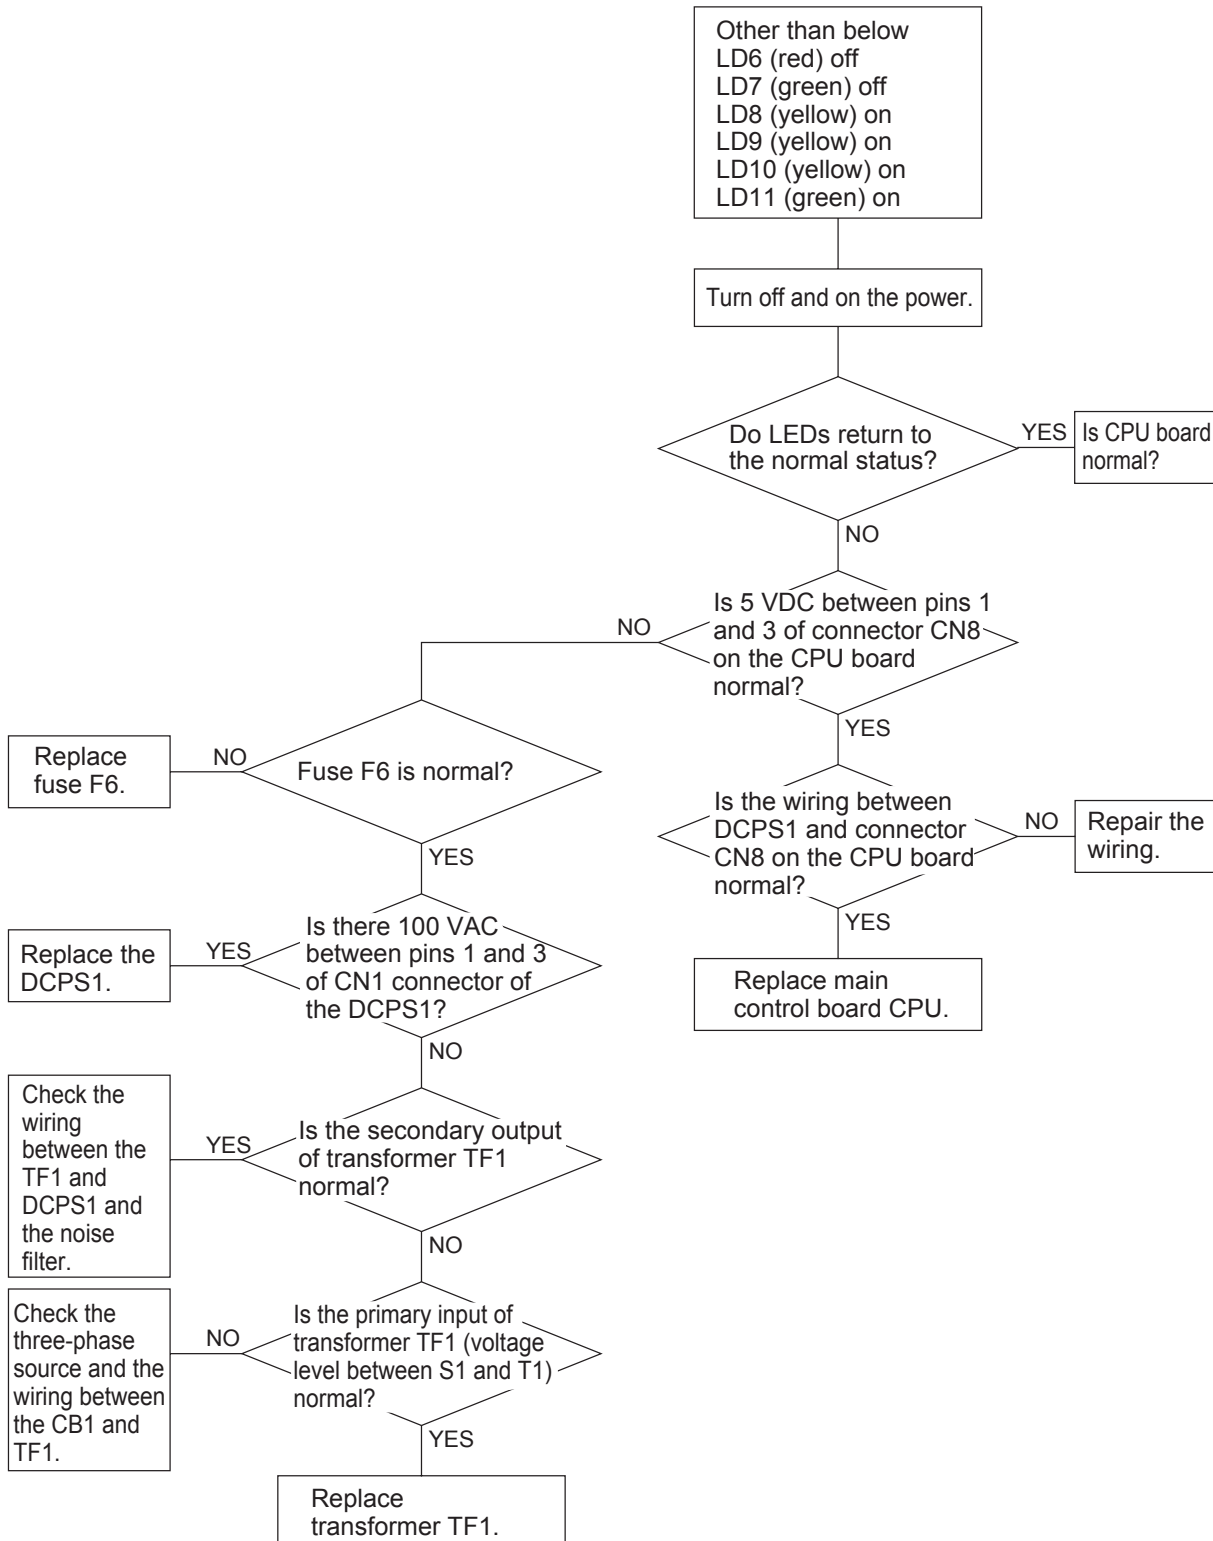 Other than below
LD6 (red) off
LD7 (green) off
LD8 (yellow) on
LD9 (yellow) on
LD10 (yellow) on
LD11 (green) on
Turn off and on the power.
Do LEDs return to
the normal status?
YES
Is CPU board
normal?
NO
Is 5 VDC between pins 1
and 3 of connector CN8
on the CPU board
normal?
NO
YES
Replace
fuse F6.
NO
Fuse F6 is normal?
YES
Is the wiring between
DCPS1 and connector
CN8 on the CPU board
normal?
NO
Repair the
wiring.
YES
Replace main
control board CPU.
Replace the
DCPS1.
YES
Is there 100 VAC
between pins 1 and 3
of CN1 connector of
the DCPS1?
NO
Check the
wiring
between the
TF1 and
DCPS1 and
the noise
filter.
YES
Is the secondary output
of transformer TF1
normal?
NO
Check the
three-phase
source and the
wiring between
the CB1 and
TF1.
NO
Is the primary input of
transformer TF1 (voltage
level between S1 and T1)
normal?
YES
Replace
transformer TF1.